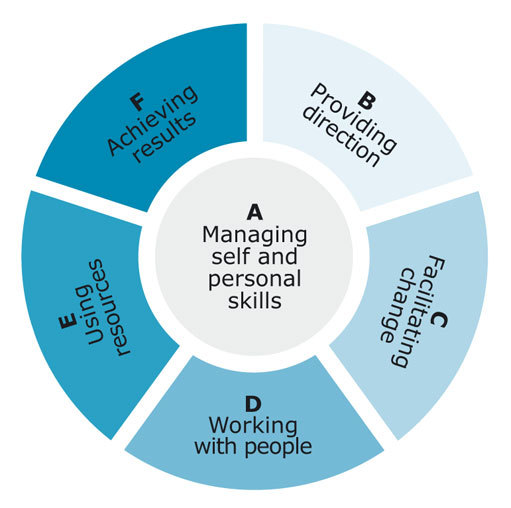 A
Managing
self and
personal
skills
B
Providing
direction
C
Facilitating
change
D
Working
with people
E
Using
resources
F
Achieving
results